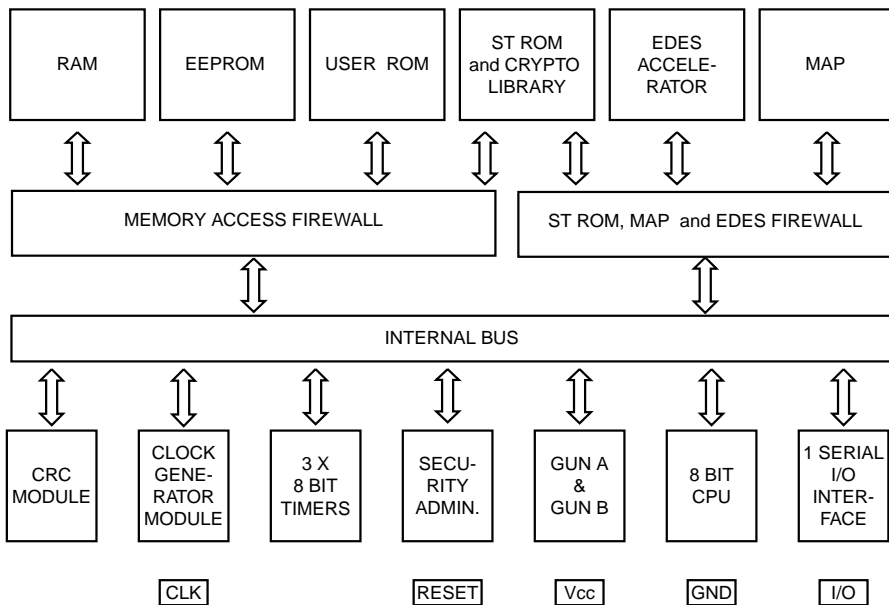 RAM
EEPROM
USER ROM
ST ROM
and CRYPTO
LIBRARY
EDES
ACCELE-
RATOR
MAP
MEMORY ACCESS FIREWALL
ST ROM, MAP and EDES FIREWALL
INTERNAL BUS
CRC
MODULE
CLOCK
GENE-
RATOR
MODULE
3 X
8 BIT
TIMERS
SECU-
RITY
ADMIN.
GUN A
&
GUN B
8 BIT
CPU
1 SERIAL
I/O
INTER-
FACE
CLK
RESET
Vcc
GND
I/O